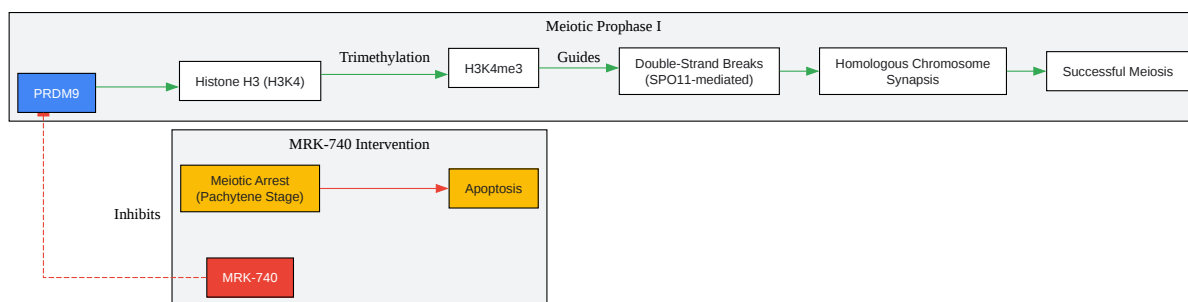 Meiotic Prophase I
Trimethylation
Guides
PRDM9
Histone H3 (H3K4)
H3K4me3
Double-Strand Breaks
(SPO11-mediated)
Homologous Chromosome
Synapsis
Successful Meiosis
MRK-740 Intervention
Meiotic Arrest
(Pachytene Stage)
Apoptosis
Inhibits
MRK-740